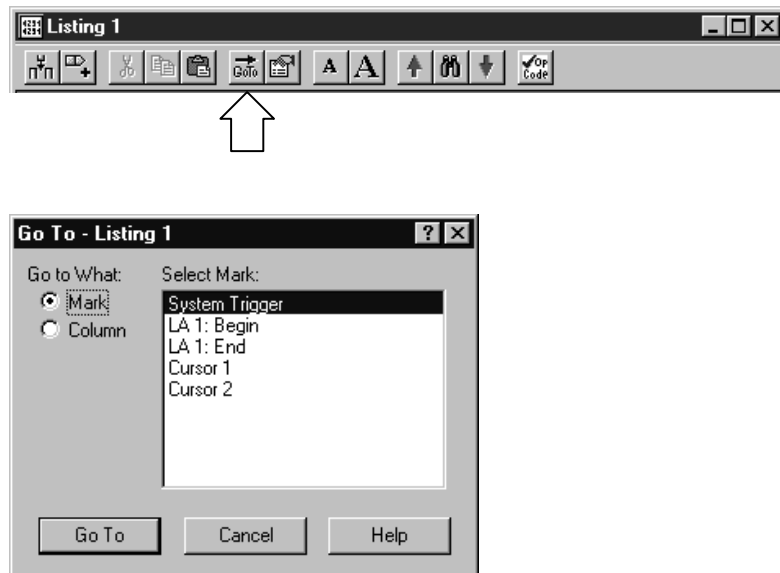 Listing 1
GoTo A A Op
Code
Go To - Listing 1
Go to What: Select Mark:
Mark System Trigger
Column LA 1: Begin
LA 1: End
Cursor 1
Cursor 2
Go To Cancel Help